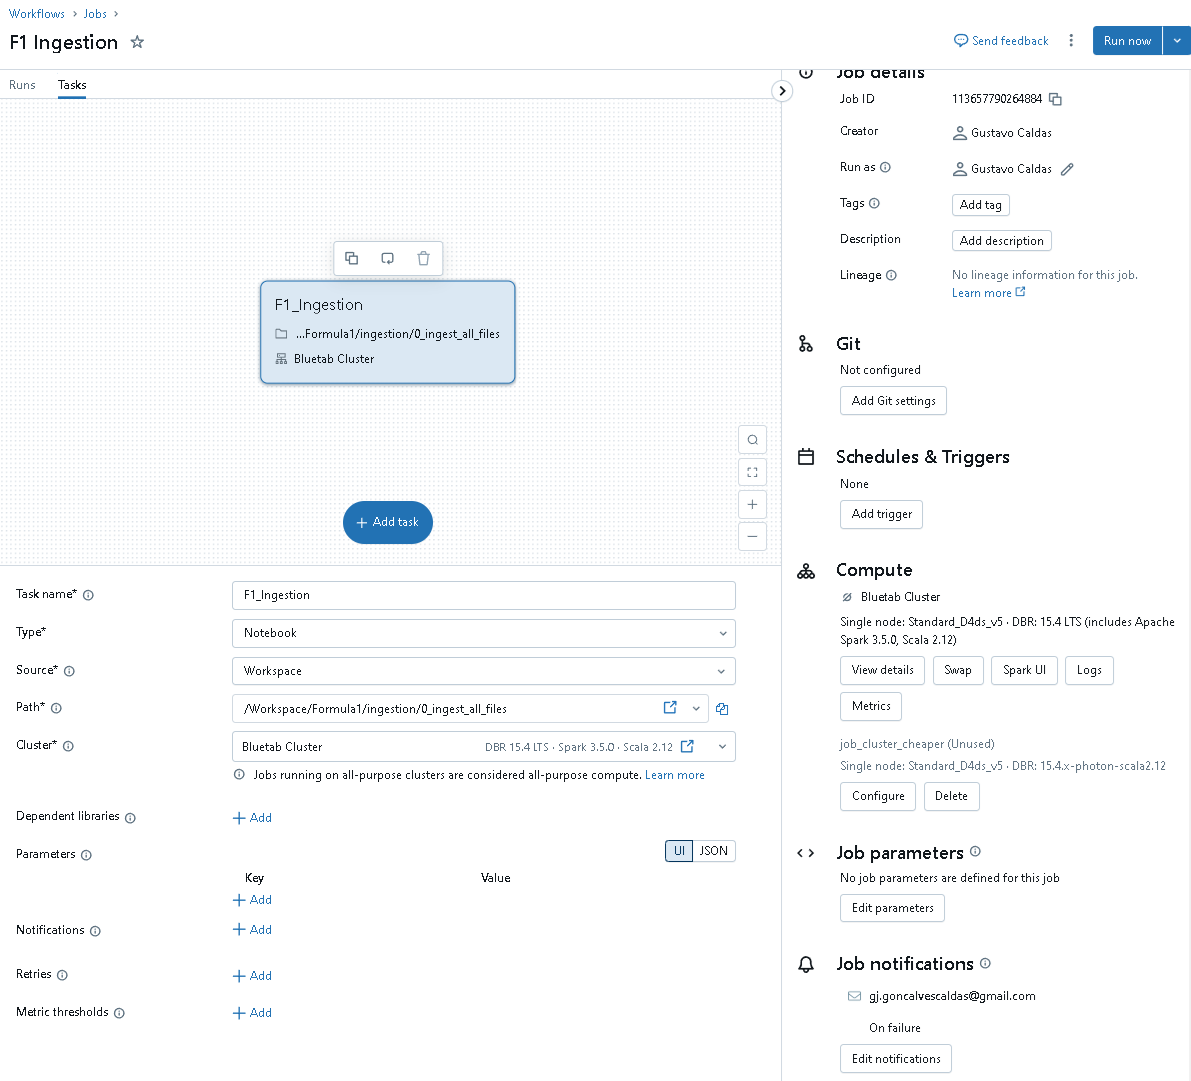 Workflows > Jobs >
F1 Ingestion
Send feedback
Run now
Runs
Tasks
F1_Ingestion
...Formula1/ingestion/0_ingest_all_files
Bluetab Cluster
+ Add task
Task name*
F1_Ingestion
Type*
Notebook
Source*
Workspace
Path*
/Workspace/Formula1/ingestion/0_ingest_all_files
Cluster*
Bluetab Cluster
DBR 15.4 LTS · Spark 3.5.0 · Scala 2.12
Jobs running on all-purpose clusters are considered all-purpose compute. Learn more
Dependent libraries
+ Add
Parameters
UI
JSON
Key
Value
+ Add
Notifications
+ Add
Retries
+ Add
Metric thresholds
+ Add
Job details
Job ID
113657790264884
Creator
Gustavo Caldas
Run as
Gustavo Caldas
Tags
Add tag
Description
Add description
Lineage
No lineage information for this job.
Learn more
Git
Not configured
Add Git settings
Schedules & Triggers
None
Add trigger
Compute
Bluetab Cluster
Single node: Standard_D4ds_v5 · DBR: 15.4 LTS (includes Apache
Spark 3.5.0, Scala 2.12)
View details
Swap
Spark UI
Logs
Metrics
job_cluster_cheaper (Unused)
Single node: Standard_D4ds_v5 · DBR: 15.4.x-photon-scala2.12
Configure
Delete
Job parameters
No job parameters are defined for this job
Edit parameters
Job notifications
gj.goncalvescaldas@gmail.com
On failure
Edit notifications